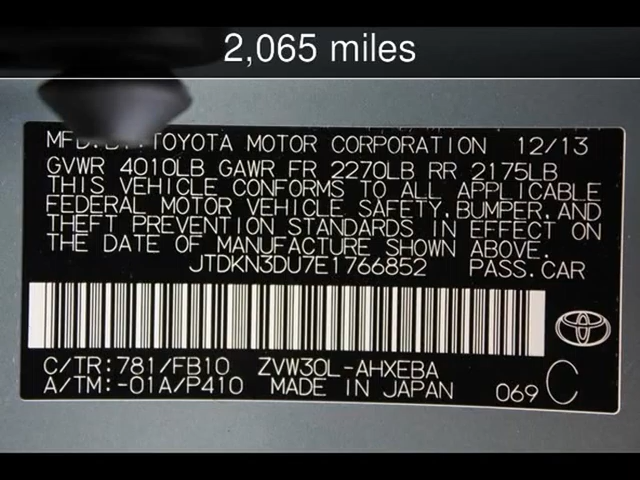 2,065 miles
MFD. BY: TOYOTA MOTOR CORPORATION 12/13
GVWR 4010LB GAWR FR 2270LB RR 2175LB
THIS VEHICLE CONFORMS TO ALL APPLICABLE
FEDERAL MOTOR VEHICLE SAFETY, BUMPER, AND
THEFT PREVENTION STANDARDS IN EFFECT ON
THE DATE OF MANUFACTURE SHOWN ABOVE.
JTDKN3DU7E1766852 PASS.CAR
C/TR:781/FB10 ZVW30L-AHXEBA
A/TM:-01A/P410 MADE IN JAPAN 069 C